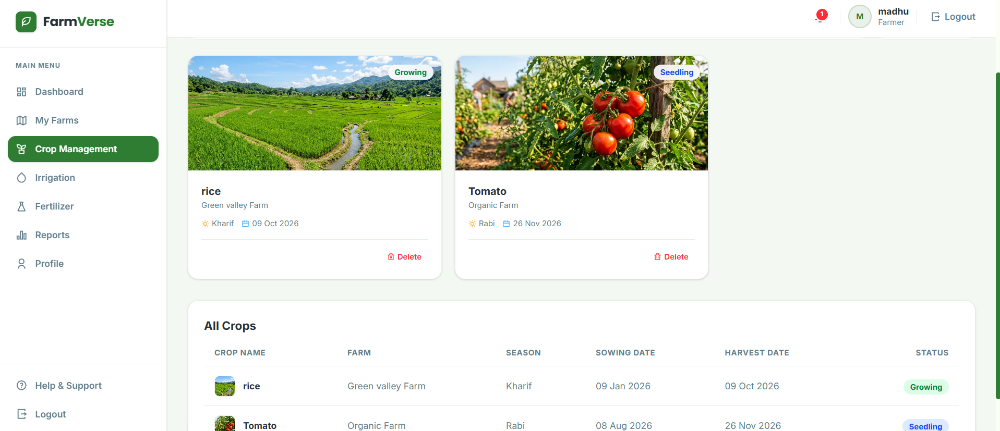 FarmVerse
1
M
madhu
Farmer
Logout
MAIN MENU
Dashboard
My Farms
Crop Management
Irrigation
Fertilizer
Reports
Profile
Help & Support
Logout
Growing
rice
Green valley Farm
Kharif 09 Oct 2026
Delete
Seedling
Tomato
Organic Farm
Rabi 26 Nov 2026
Delete
All Crops
CROP NAME FARM SEASON SOWING DATE HARVEST DATE STATUS
rice Green valley Farm Kharif 09 Jan 2026 09 Oct 2026 Growing
Tomato Organic Farm Rabi 08 Aug 2026 26 Nov 2026 Seedling